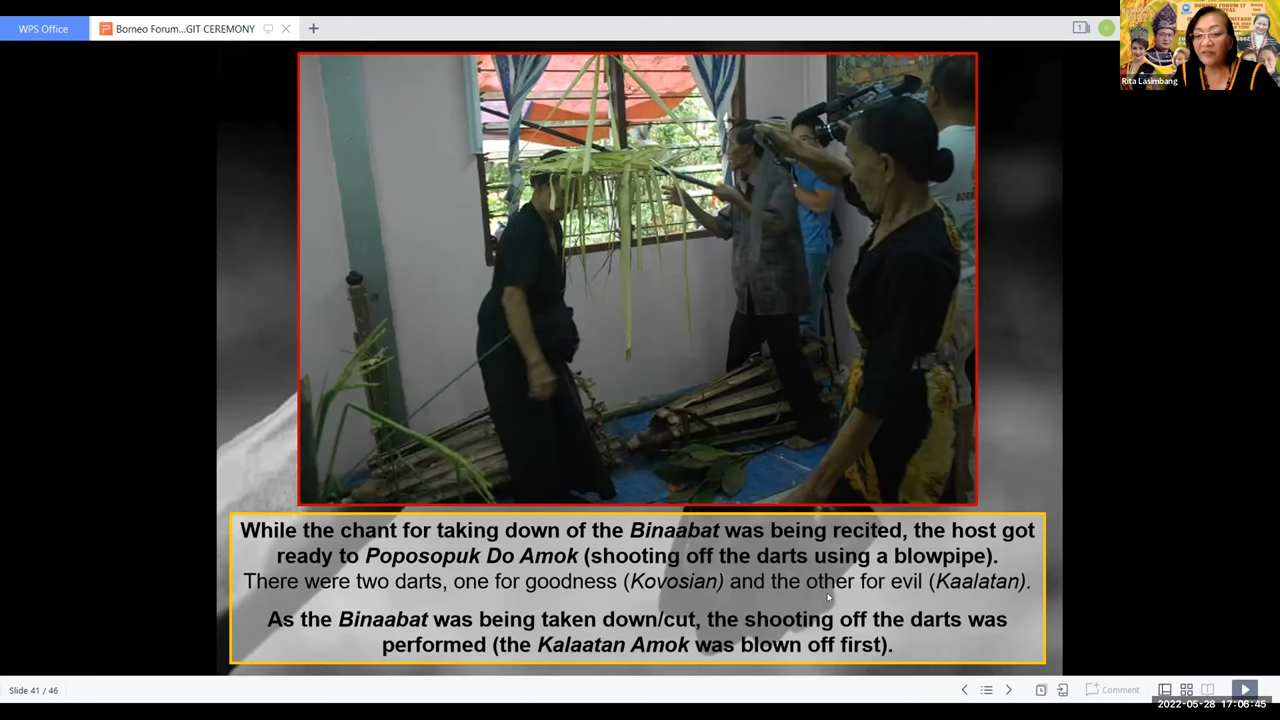 WPS Office
Borneo Forum...GIT CEREMONY
Rita Lasimbang
While the chant for taking down of the Binaabat was being recited, the host got
ready to Poposopuk Do Amok (shooting off the darts using a blowpipe).
There were two darts, one for goodness (Kovosian) and the other for evil (Kaalatan).
As the Binaabat was being taken down/cut, the shooting off the darts was
performed (the Kalaatan Amok was blown off first).
Slide 41 / 46
Comment
2022-05-28 17:06:45